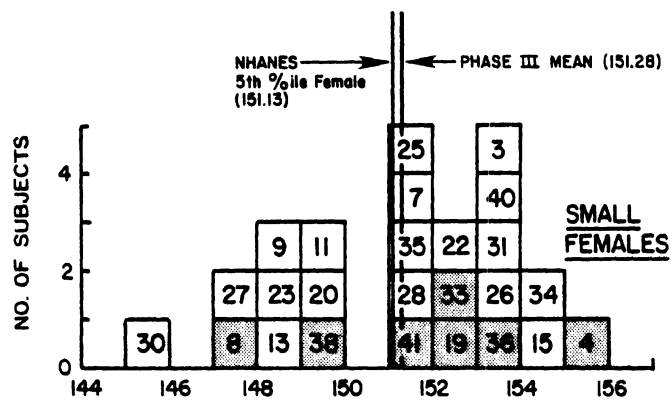 NHANES
5th %ile Female
(151.13)
PHASE III MEAN (151.28)
NO. OF SUBJECTS
4
2
0
25 3
7 40
9 11 35 22 31
27 23 20 28 33 26 34
30 8 13 38 41 19 36 15 4
SMALL
FEMALES
144 146 148 150 152 154 156